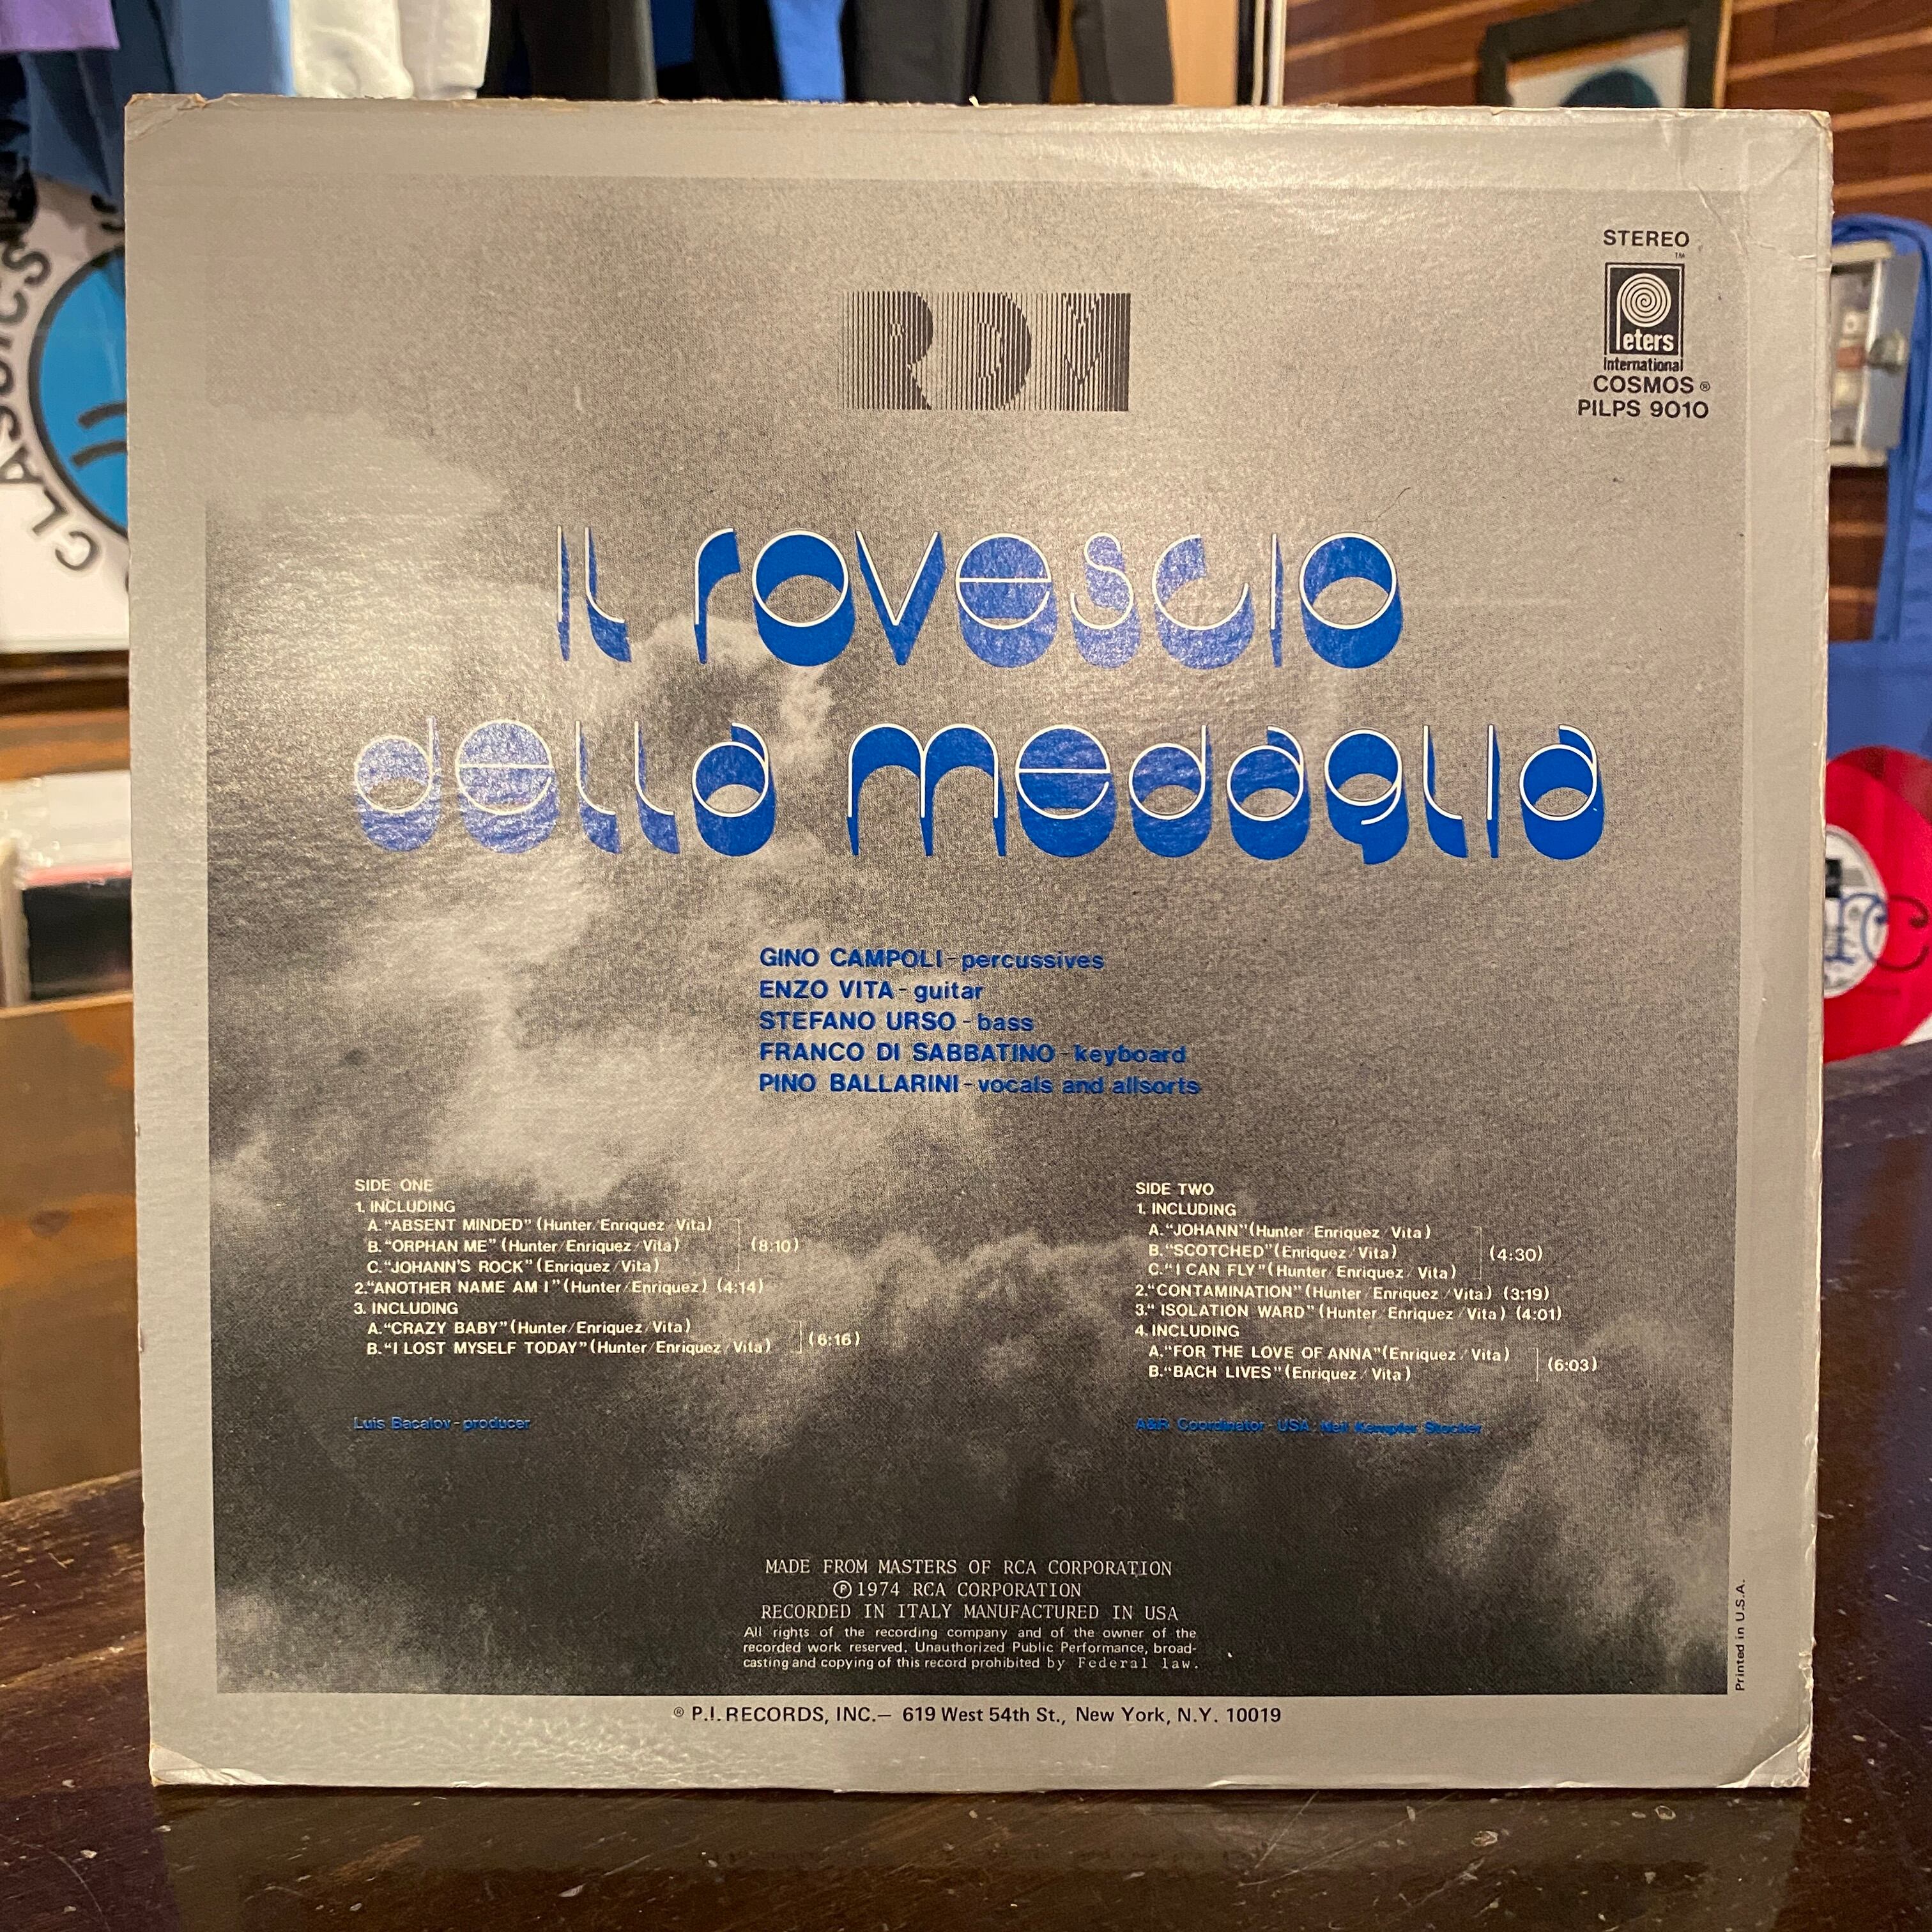 CLASSICS
STEREO
TM
Peters
International
COSMOS ®
PILPS 9010
RDM
Il rovescio
della medaglia
GINO CAMPOLI - percussives
ENZO VITA - guitar
STEFANO URSO - bass
FRANCO DI SABBATINO - keyboard
PINO BALLARINI - vocals and allsorts
SIDE ONE
1. INCLUDING
A. "ABSENT MINDED" (Hunter/Enriquez/Vita)
B. "ORPHAN ME" (Hunter/Enriquez/Vita) (8:10)
C. "JOHANN'S ROCK" (Enriquez/Vita)
2. "ANOTHER NAME AM I" (Hunter/Enriquez) (4:14)
3. INCLUDING
A. "CRAZY BABY" (Hunter/Enriquez/Vita)
B. "I LOST MYSELF TODAY" (Hunter/Enriquez/Vita) (6:16)
SIDE TWO
1. INCLUDING
A. "JOHANN" (Hunter/Enriquez/Vita)
B. "SCOTCHED" (Enriquez/Vita) (4:30)
C. "I CAN FLY" (Hunter/Enriquez/Vita)
2. "CONTAMINATION" (Hunter/Enriquez/Vita) (3:19)
3. "ISOLATION WARD" (Hunter/Enriquez/Vita) (4:01)
4. INCLUDING
A. "FOR THE LOVE OF ANNA" (Enriquez/Vita)
B. "BACH LIVES" (Enriquez/Vita) (6:03)
Luis Bacalov - producer
A&R Coordinator - USA Neil Kempfer Stocker
MADE FROM MASTERS OF RCA CORPORATION
Ⓟ 1974 RCA CORPORATION
RECORDED IN ITALY MANUFACTURED IN USA
All rights of the recording company and of the owner of the
recorded work reserved. Unauthorized Public Performance, broad-
casting and copying of this record prohibited by Federal law.
Printed in U.S.A.
® P.I. RECORDS, INC.— 619 West 54th St., New York, N.Y. 10019